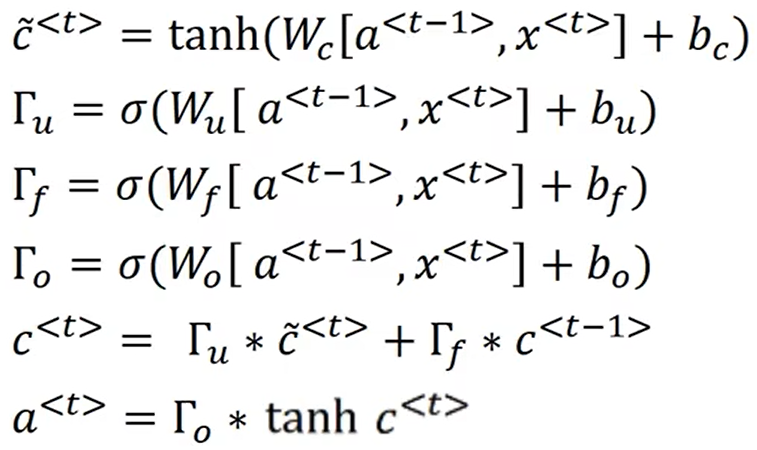 c̃^{<t>} = tanh(W_c[a^{<t−1>}, x^{<t>}] + b_c)
Γ_u = σ(W_u[ a^{<t−1>}, x^{<t>}] + b_u)
Γ_f = σ(W_f[ a^{<t−1>}, x^{<t>}] + b_f)
Γ_o = σ(W_o[ a^{<t−1>}, x^{<t>}] + b_o)
c^{<t>} = Γ_u * c̃^{<t>} + Γ_f * c^{<t−1>}
a^{<t>} = Γ_o * tanh c^{<t>}